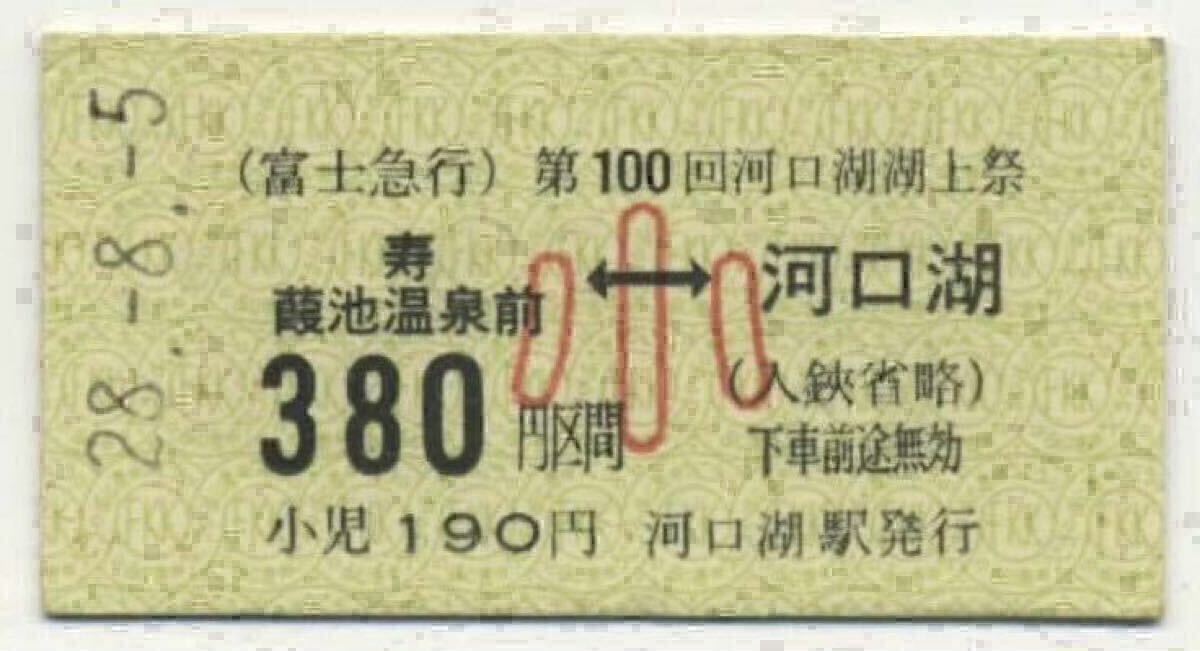 28.-8.-5
(富士急行) 第100回河口湖湖上祭
寿
葭池温泉前 ↔ 河口湖
小
380円区間
(入鋏省略)
下車前途無効
小児190円 河口湖駅発行